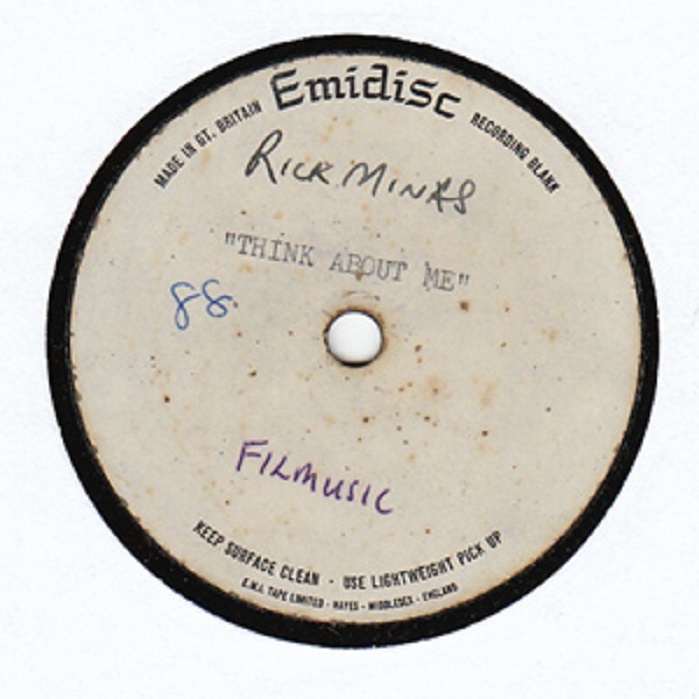 Emidisc
MADE IN GT. BRITAIN
RECORDING BLANK
RICK MINAS
"THINK ABOUT ME"
88
FILMUSIC
KEEP SURFACE CLEAN · USE LIGHTWEIGHT PICK UP
E.M.I. TAPE LIMITED · HAYES · MIDDLESEX · ENGLAND